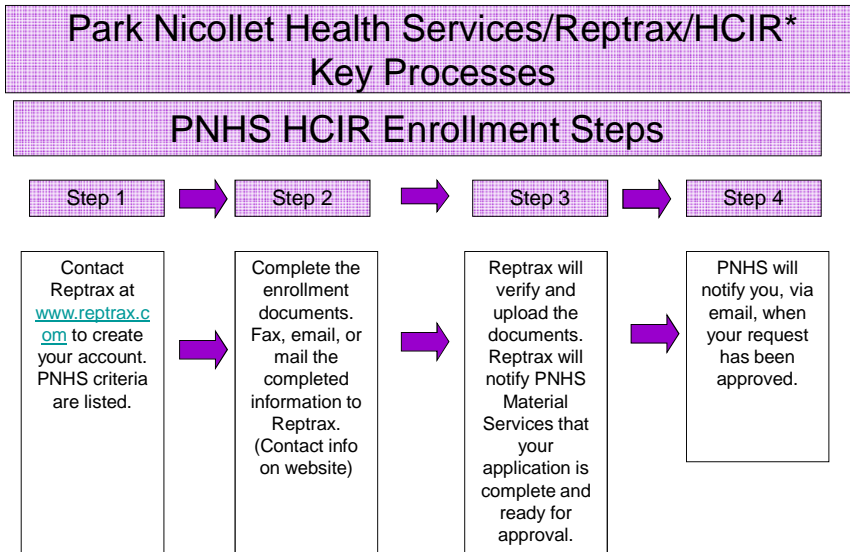 Park Nicollet Health Services/Reptrax/HCIR*
Key Processes
PNHS HCIR Enrollment Steps
Step 1
Step 2
Step 3
Step 4
Contact
Reptrax at
www.reptrax.c
om to create
your account.
PNHS criteria
are listed.
Complete the
enrollment
documents.
Fax, email, or
mail the
completed
information to
Reptrax.
(Contact info
on website)
Reptrax will
verify and
upload the
documents.
Reptrax will
notify PNHS
Material
Services that
your
application is
complete and
ready for
approval.
PNHS will
notify you, via
email, when
your request
has been
approved.